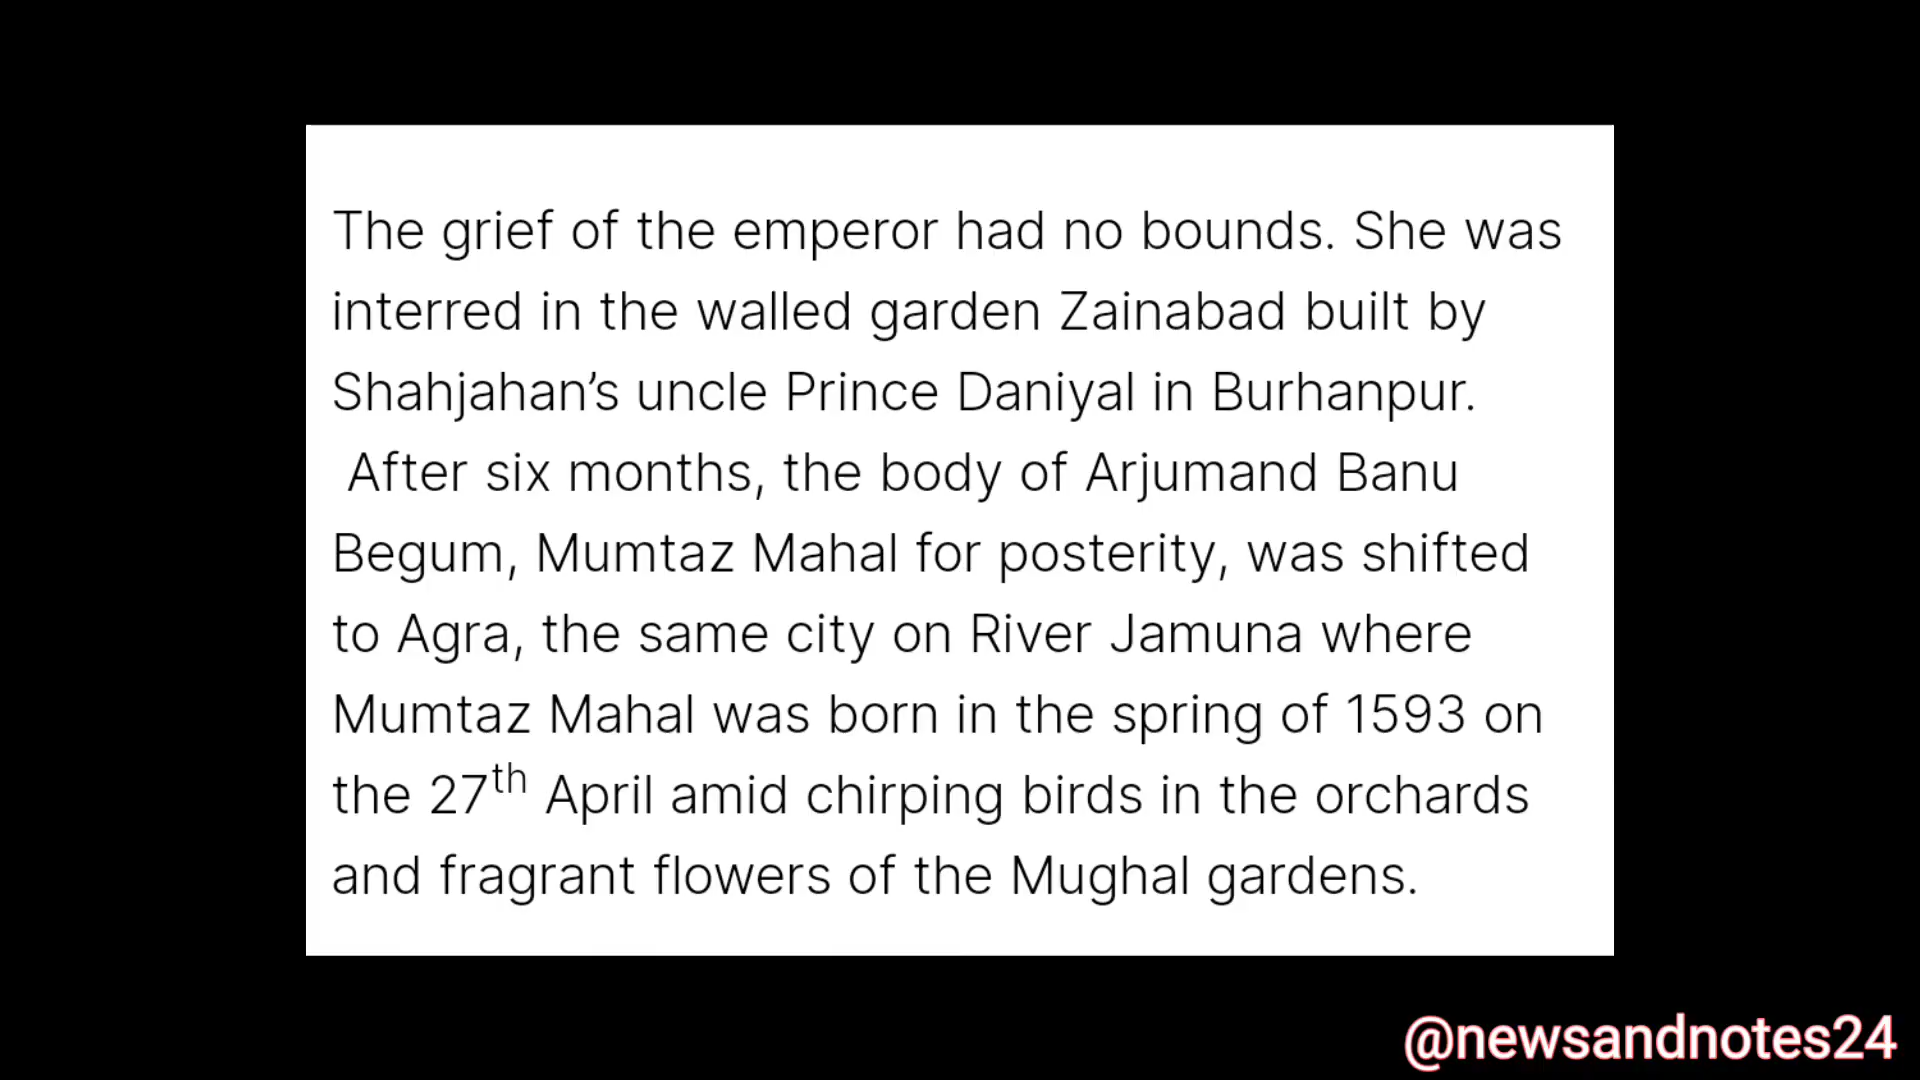 The grief of the emperor had no bounds. She was
interred in the walled garden Zainabad built by
Shahjahan’s uncle Prince Daniyal in Burhanpur.
After six months, the body of Arjumand Banu
Begum, Mumtaz Mahal for posterity, was shifted
to Agra, the same city on River Jamuna where
Mumtaz Mahal was born in the spring of 1593 on
the 27th April amid chirping birds in the orchards
and fragrant flowers of the Mughal gardens.
@newsandnotes24